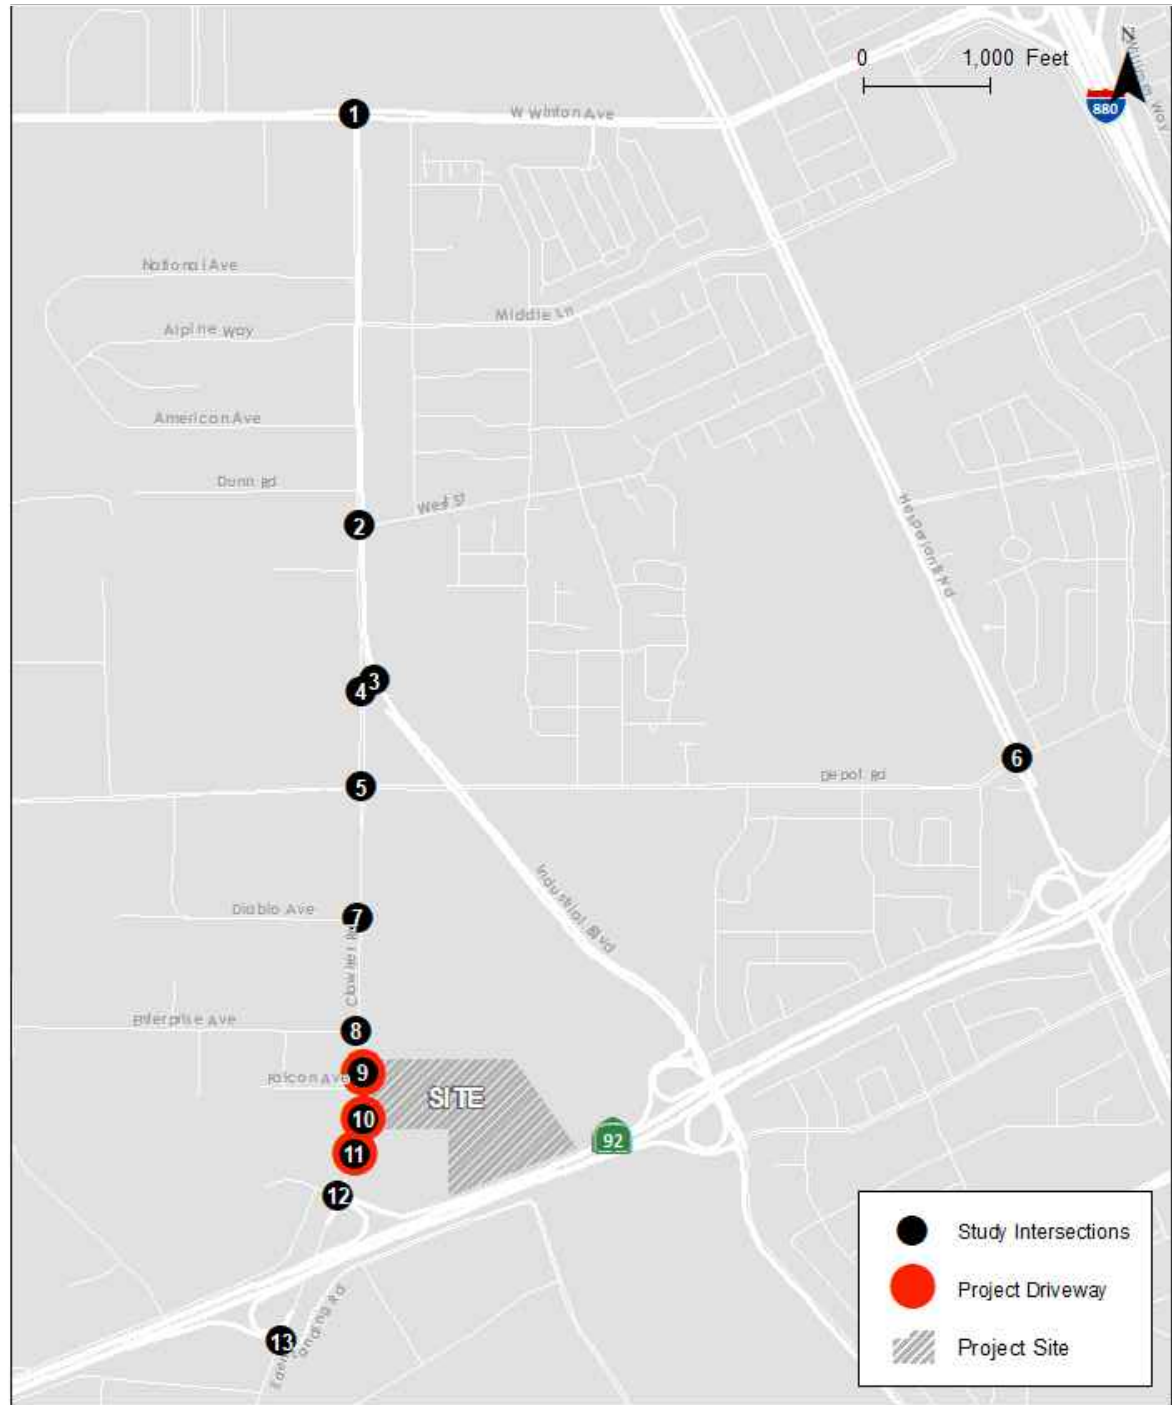 N
0 1,000 Feet
880
1
W Winton Ave
National Ave
Middle Ln
Alpine Way
American Ave
Dunn Rd
West St
2
3
4
6
5
Depot Rd
Industrial Blvd
Diablo Ave
7
Clawiter Rd
Enterprise Ave
8
9
Falcon Ave
SITE
10
92
11
12
Study Intersections
Project Driveway
Project Site
13